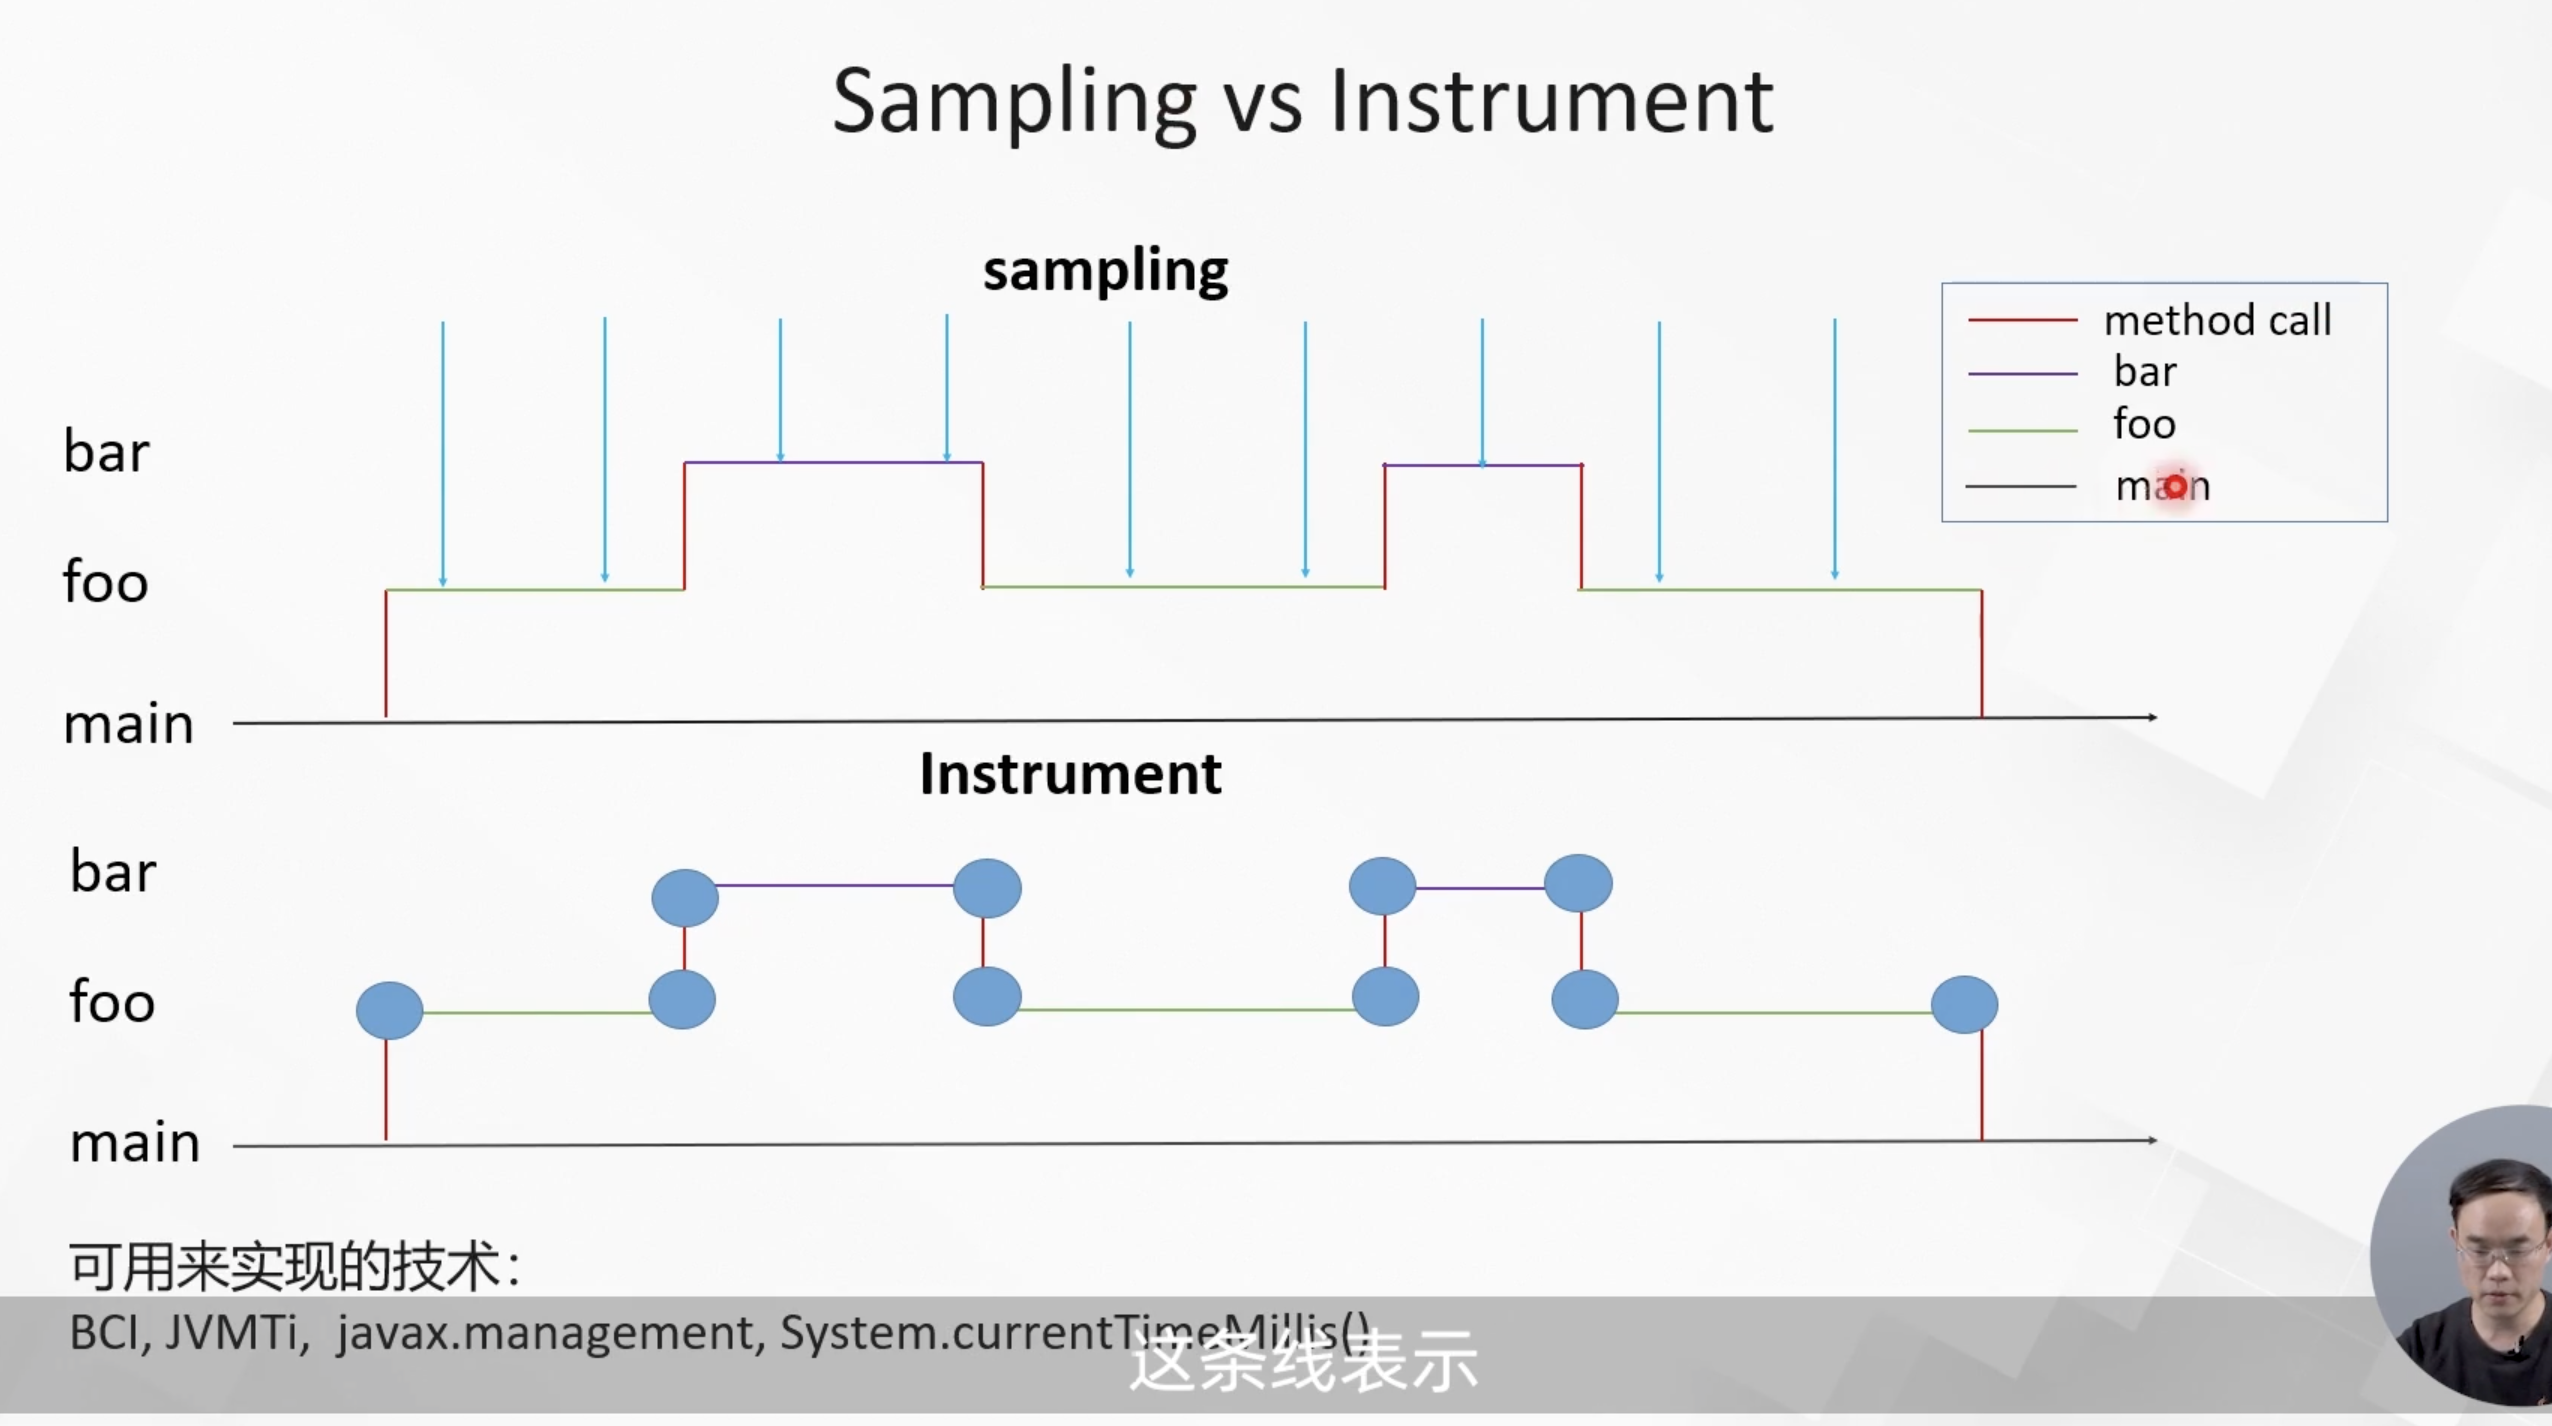 Sampling vs Instrument
sampling
method call
bar
foo
main
bar
foo
main
Instrument
bar
foo
main
可用来实现的技术：
BCI, JVMTi, javax.management, System.currentTimeMillis()
这条线表示